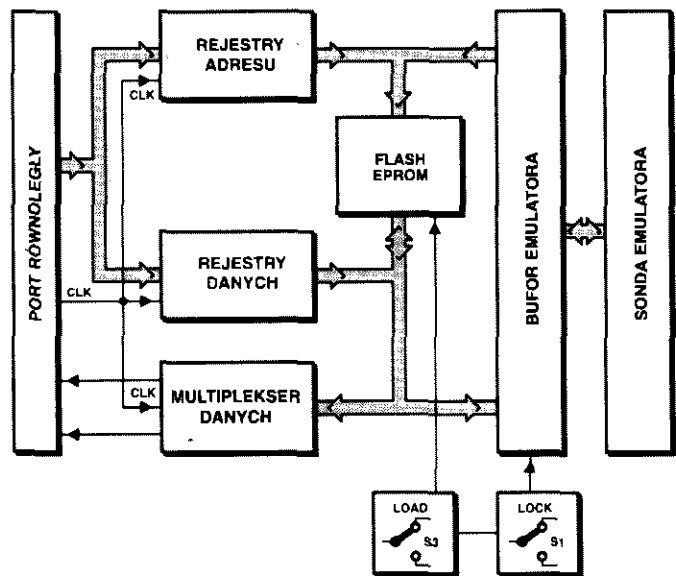 REJESTRY
ADRESU
CLK
FLASH
EPROM
PORT RÓWNOLEGŁY
REJESTRY
DANYCH
CLK
CLK
MULTIPLEKSER
DANYCH
BUFOR EMULATORA
SONDA EMULATORA
LOAD
S3
LOCK
S1